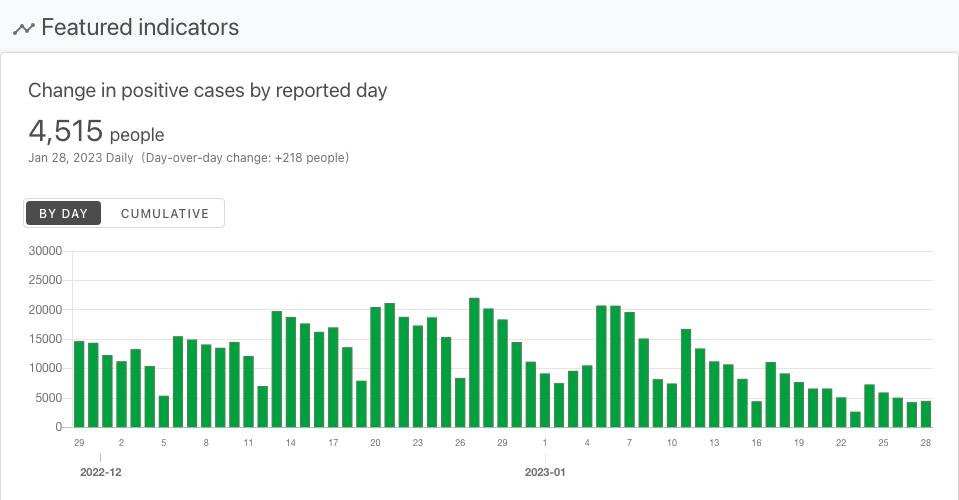 Featured indicators
Change in positive cases by reported day
4,515 people
Jan 28, 2023 Daily (Day-over-day change: +218 people)
BY DAY CUMULATIVE
30000
25000
20000
15000
10000
5000
0
29 2 5 8 11 14 17 20 23 26 29 1 4 7 10 13 16 19 22 25 28
2022-12 2023-01